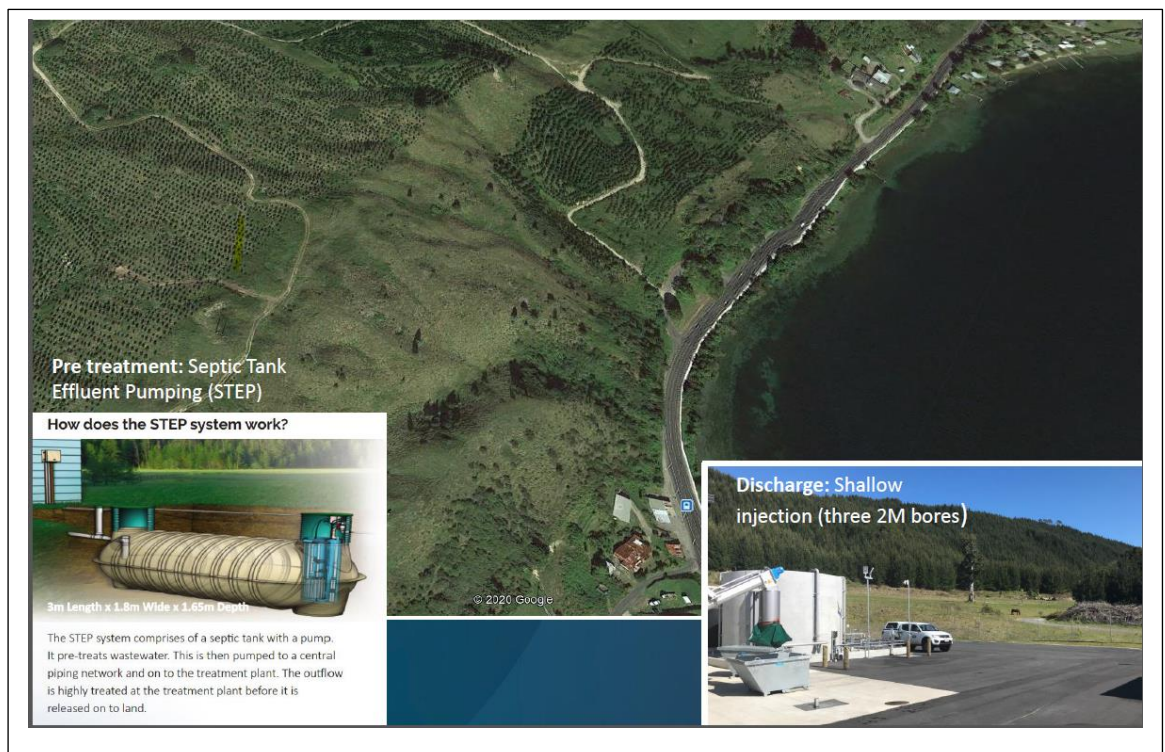 Pre treatment: Septic Tank
Effluent Pumping (STEP)
How does the STEP system work?
3m Length x 1.8m Wide x 1.65m Depth
The STEP system comprises of a septic tank with a pump.
It pre-treats wastewater. This is then pumped to a central
piping network and on to the treatment plant. The outflow
is highly treated at the treatment plant before it is
released on to land.
© 2020 Google
Discharge: Shallow
injection (three 2M bores)